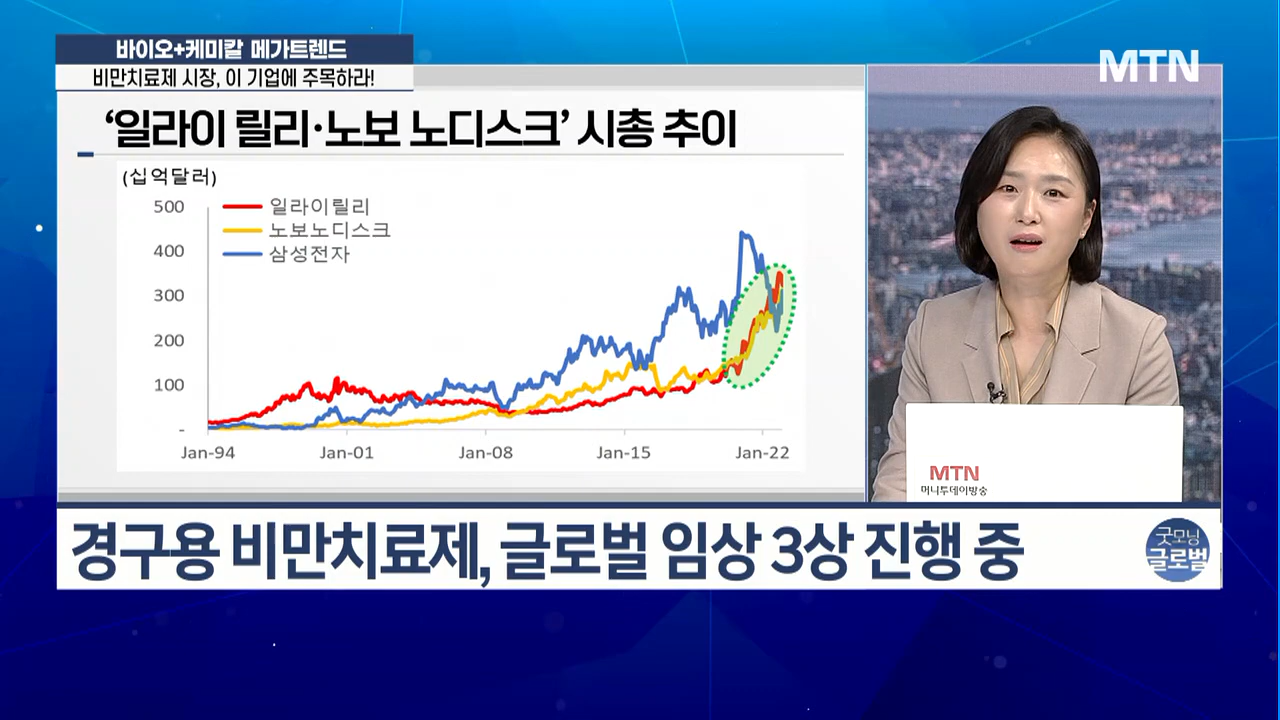 바이오+케미칼 메가트렌드
비만치료제 시장, 이 기업에 주목하라!
MTN
‘일라이 릴리·노보 노디스크’ 시총 추이
(십억달러)
500
400
300
200
100
-
일라이릴리
노보노디스크
삼성전자
Jan-94 Jan-01 Jan-08 Jan-15 Jan-22
MTN
머니투데이방송
경구용 비만치료제, 글로벌 임상 3상 진행 중
굿모닝
글로벌